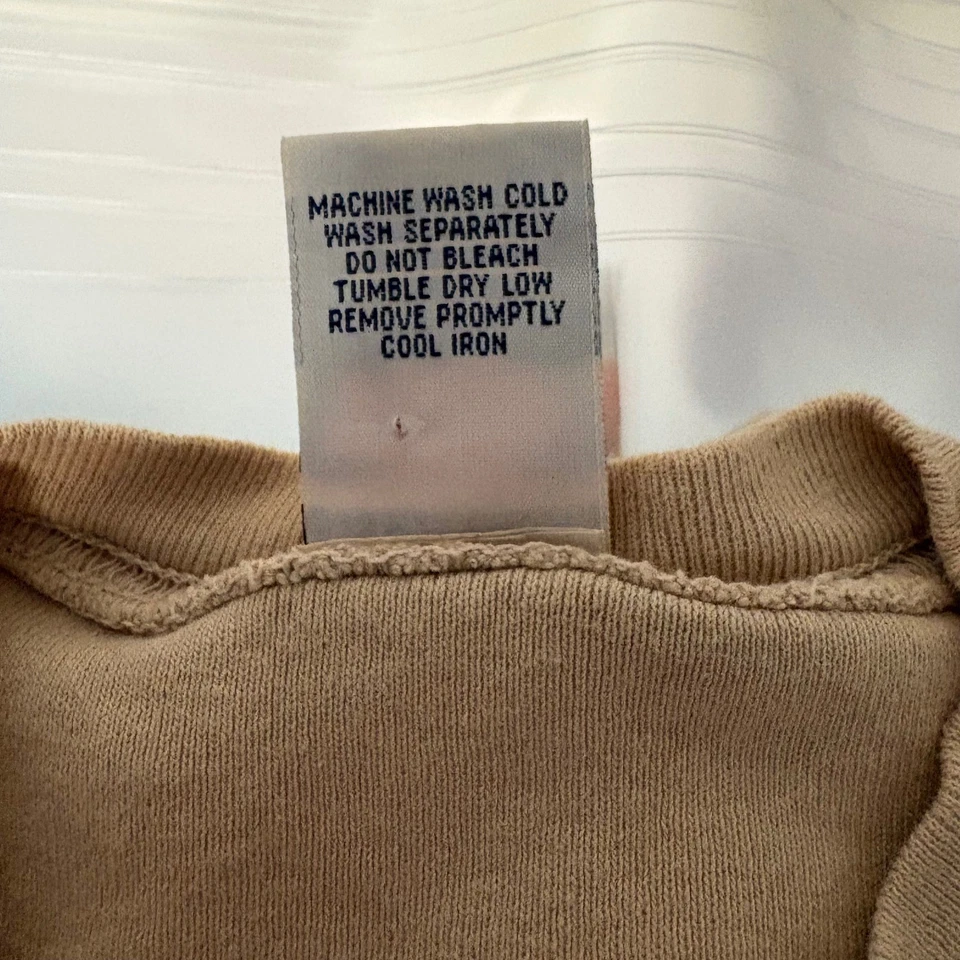 MACHINE WASH COLD
WASH SEPARATELY
DO NOT BLEACH
TUMBLE DRY LOW
REMOVE PROMPTLY
COOL IRON